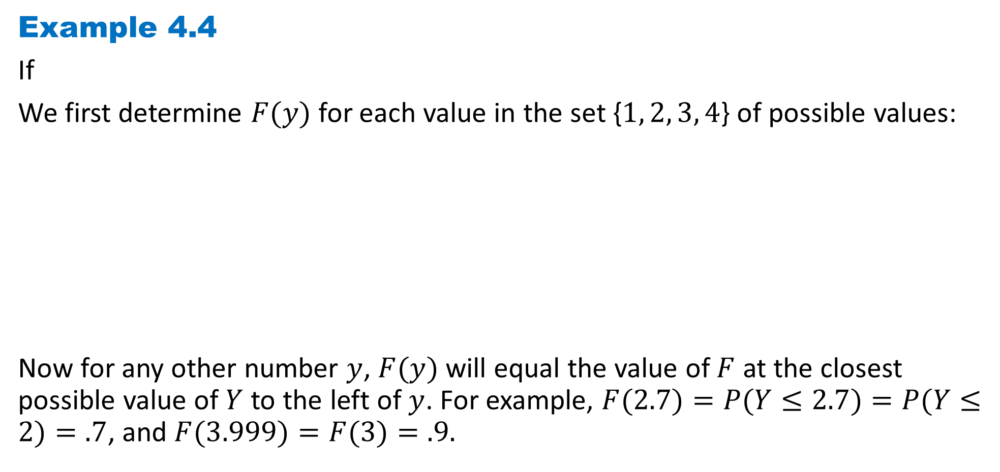 Example 4.4
If
We first determine F(y) for each value in the set {1, 2, 3, 4} of possible values:
Now for any other number y, F(y) will equal the value of F at the closest
possible value of Y to the left of y. For example, F(2.7) = P(Y ≤ 2.7) = P(Y ≤
2) = .7, and F(3.999) = F(3) = .9.